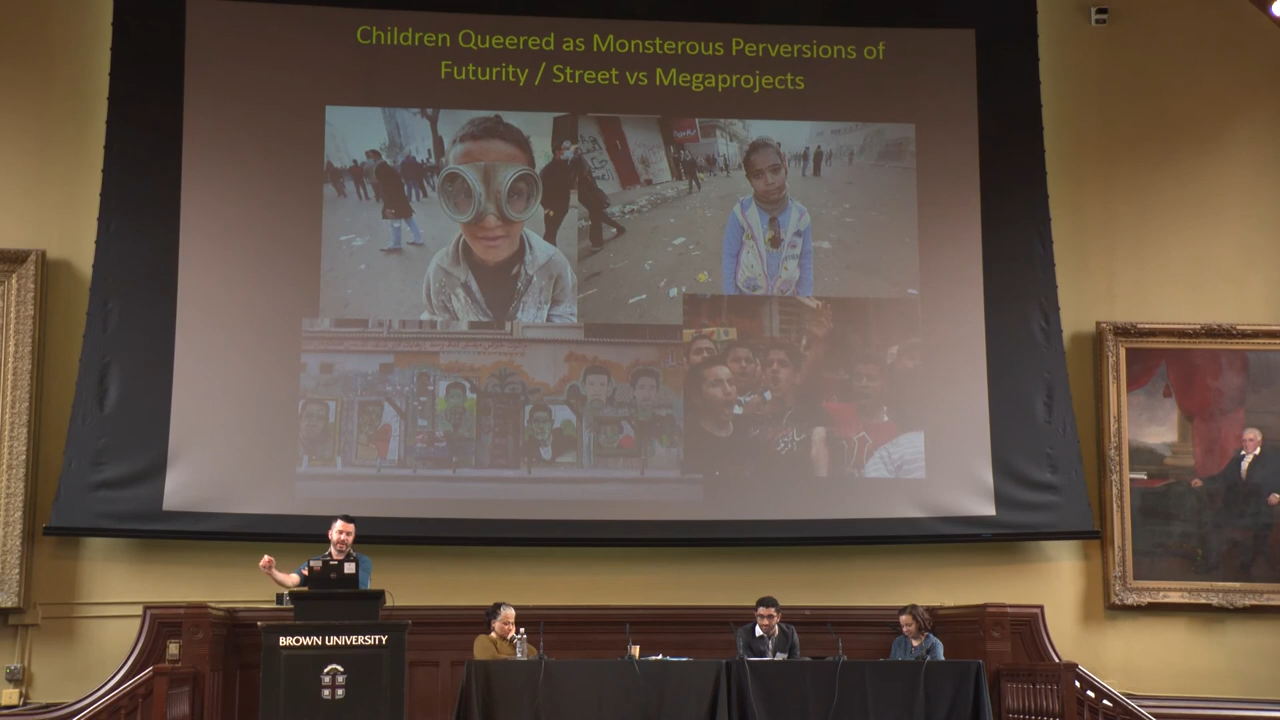 Children Queered as Monsterous Perversions of
Futurity / Street vs Megaprojects
BROWN UNIVERSITY